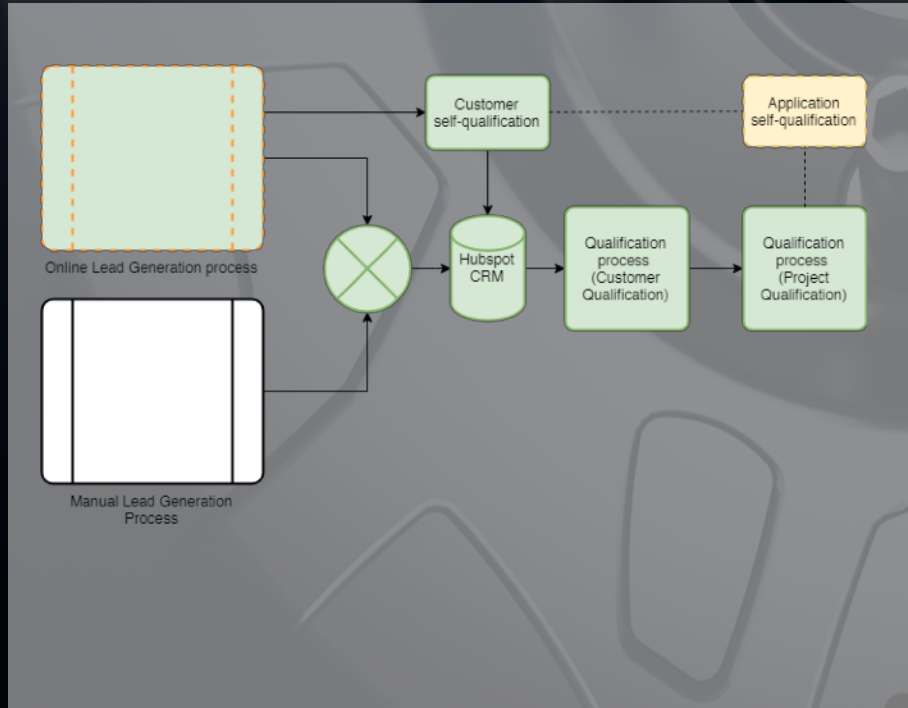 Customer
self-qualification
Application
self-qualification
Online Lead Generation process
Hubspot
CRM
Qualification
process
(Customer
Qualification)
Qualification
process
(Project
Qualification)
Manual Lead Generation
Process